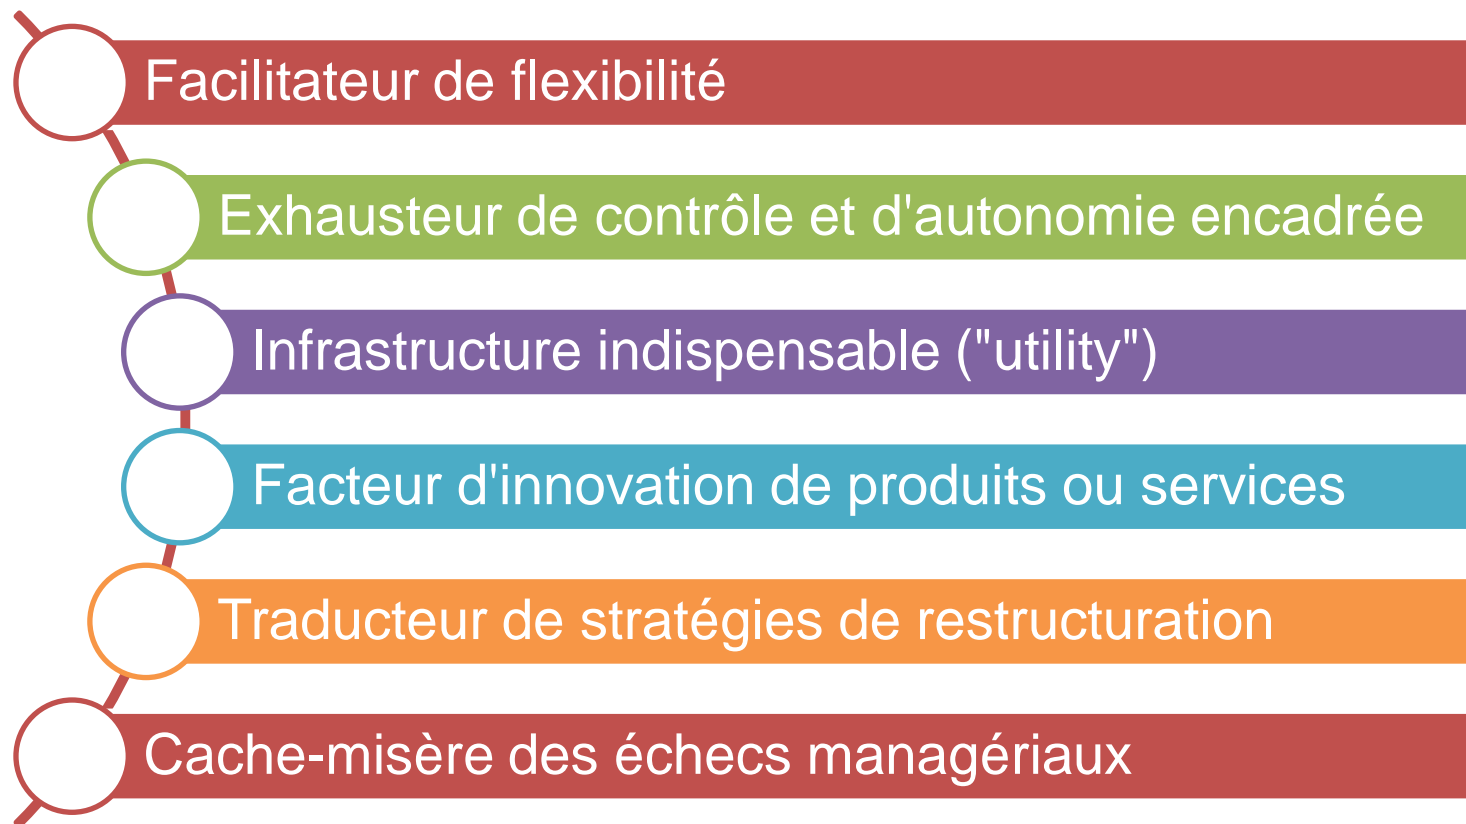 Facilitateur de flexibilité
Exhausteur de contrôle et d'autonomie encadrée
Infrastructure indispensable ("utility")
Facteur d'innovation de produits ou services
Traducteur de stratégies de restructuration
Cache-misère des échecs managériaux